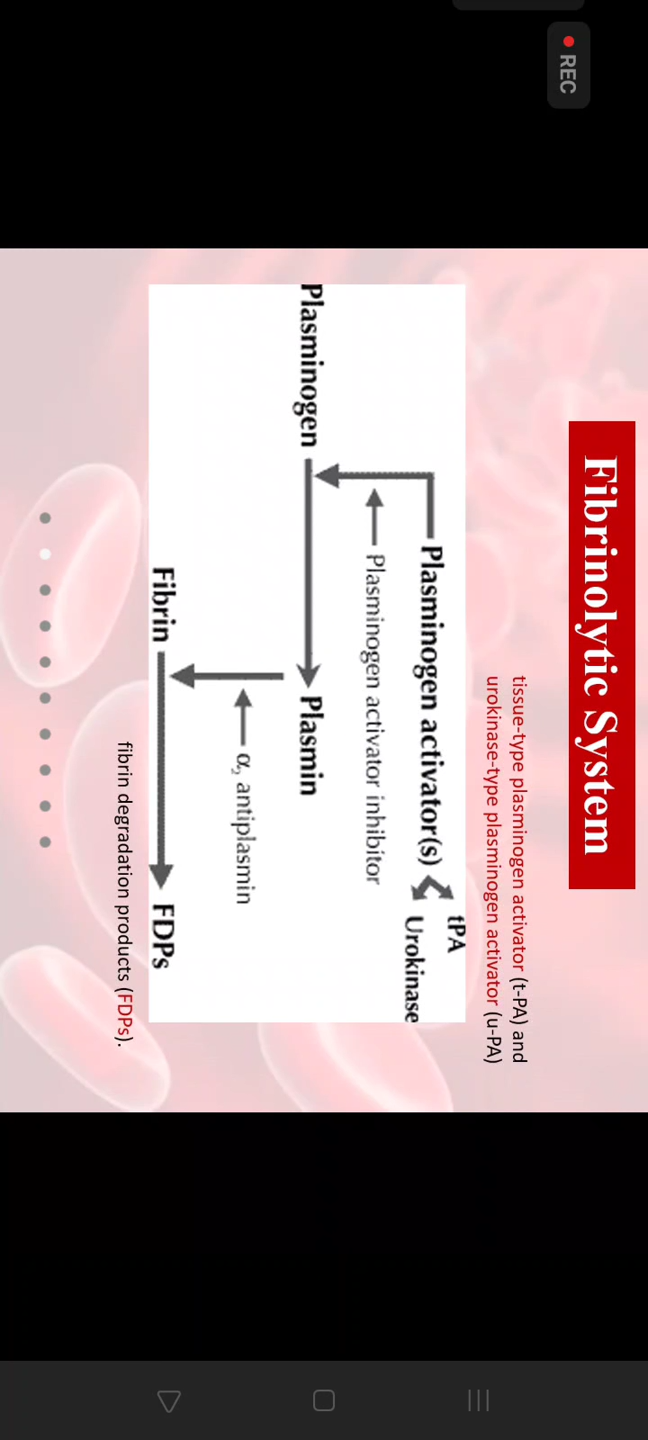 REC
Fibrinolytic System
tissue-type plasminogen activator (t-PA) and
urokinase-type plasminogen activator (u-PA)
tPA
Plasminogen activator(s)
Urokinase
Plasminogen activator inhibitor
Plasminogen
Plasmin
α₂ antiplasmin
Fibrin
FDPs
fibrin degradation products (FDPs).